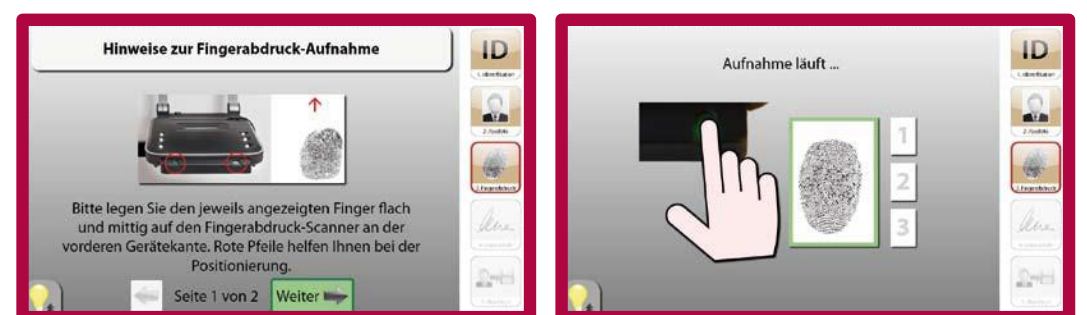 Hinweise zur Fingerabdruck-Aufnahme
Bitte legen Sie den jeweils angezeigten Finger flach
und mittig auf den Fingerabdruck-Scanner an der
vorderen Gerätekante. Rote Pfeile helfen Ihnen bei der
Positionierung.
Seite 1 von 2 Weiter
ID
Aufnahme läuft ...
1
2
3
ID